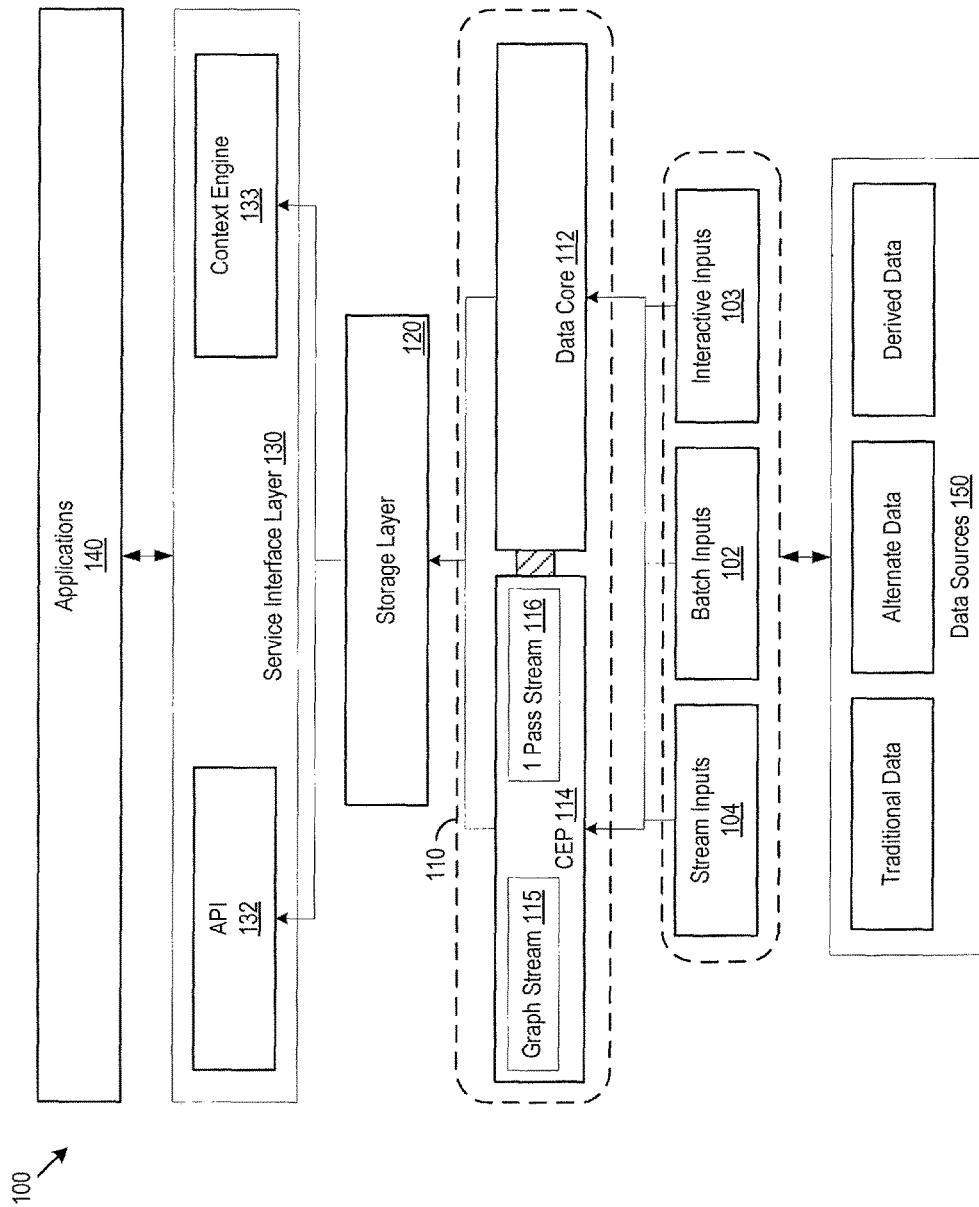 100
Applications
140
Service Interface Layer 130
API
132
Context Engine
133
Storage Layer
120
110
CEP 114
Graph Stream 115
1 Pass Stream 116
Data Core 112
Stream Inputs
104
Batch Inputs
102
Interactive Inputs
103
Traditional Data
Alternate Data
Derived Data
Data Sources 150